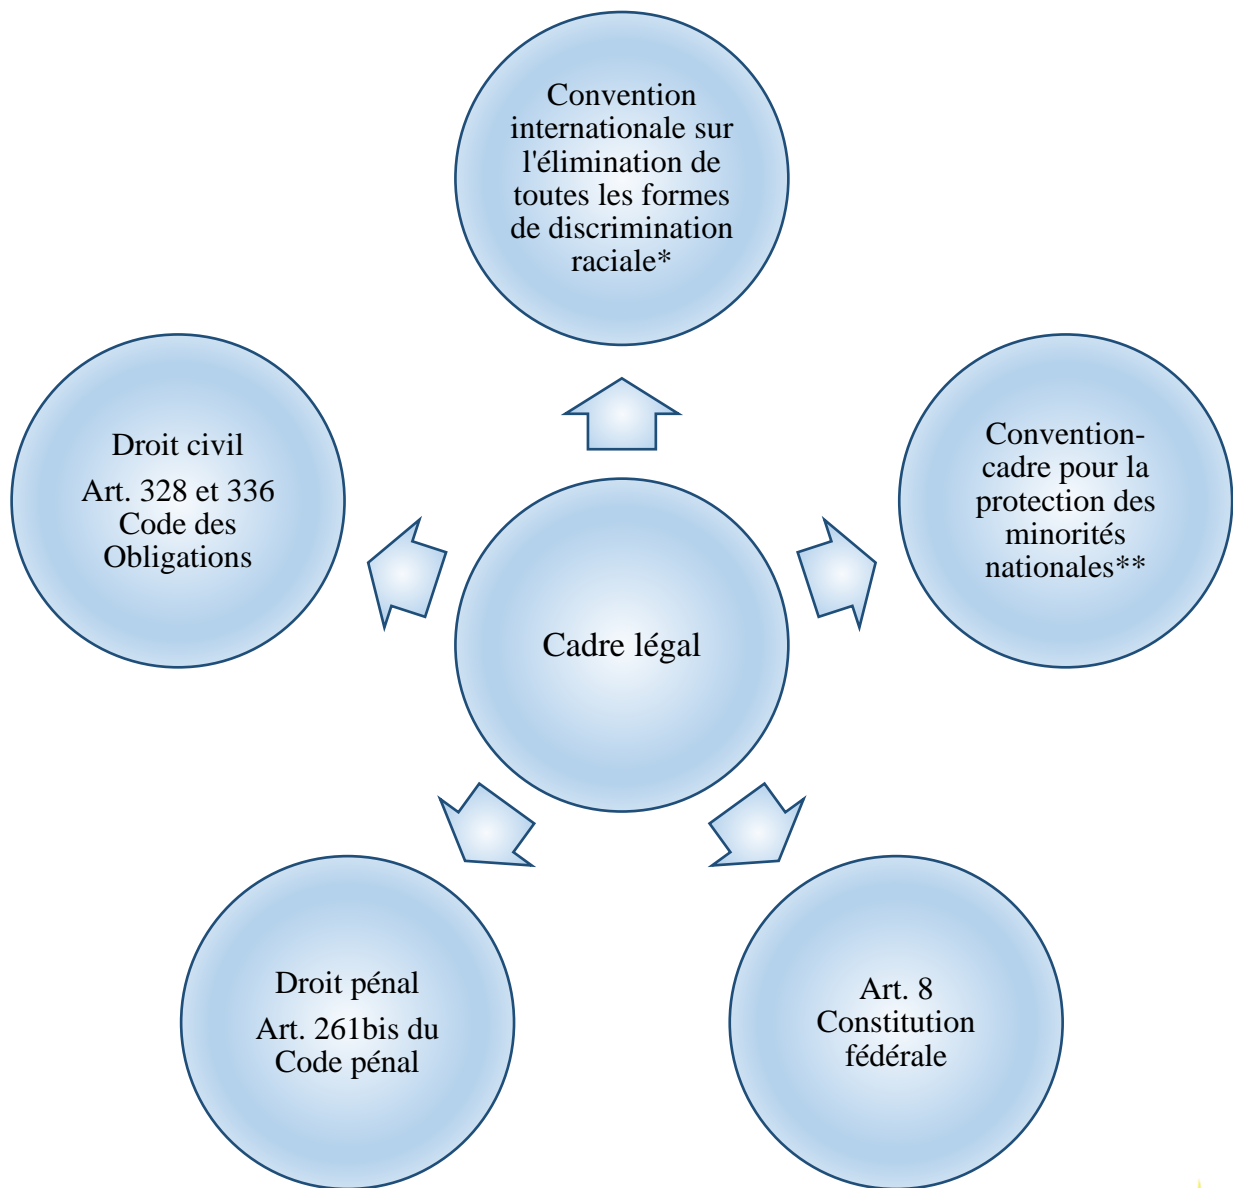 Convention
internationale sur
l'élimination de
toutes les formes
de discrimination
raciale*
Droit civil
Art. 328 et 336
Code des
Obligations
Convention-
cadre pour la
protection des
minorités
nationales**
Cadre légal
Droit pénal
Art. 261bis du
Code pénal
Art. 8
Constitution
fédérale